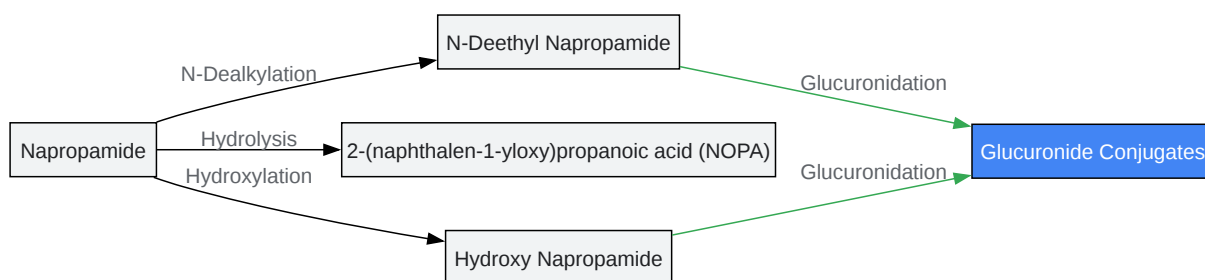 N-Deethyl Napropamide
N-Dealkylation
Glucuronidation
Napropamide
Hydrolysis
2-(naphthalen-1-yloxy)propanoic acid (NOPA)
Glucuronide Conjugates
Hydroxylation
Glucuronidation
Hydroxy Napropamide